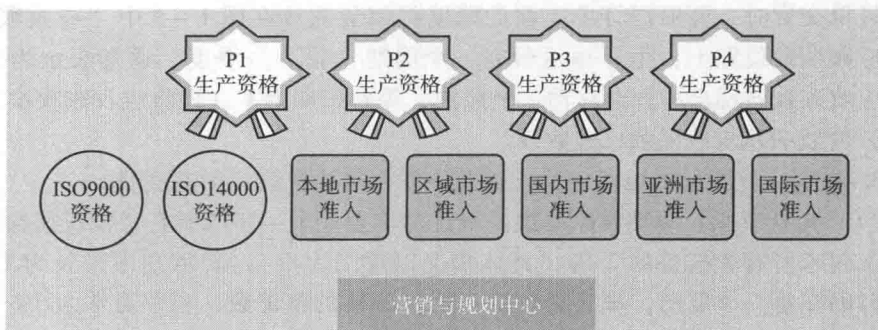 P1
生产资格
P2
生产资格
P3
生产资格
P4
生产资格
ISO9000
资格
ISO14000
资格
本地市场
准入
区域市场
准入
国内市场
准入
亚洲市场
准入
国际市场
准入
营销与规划中心